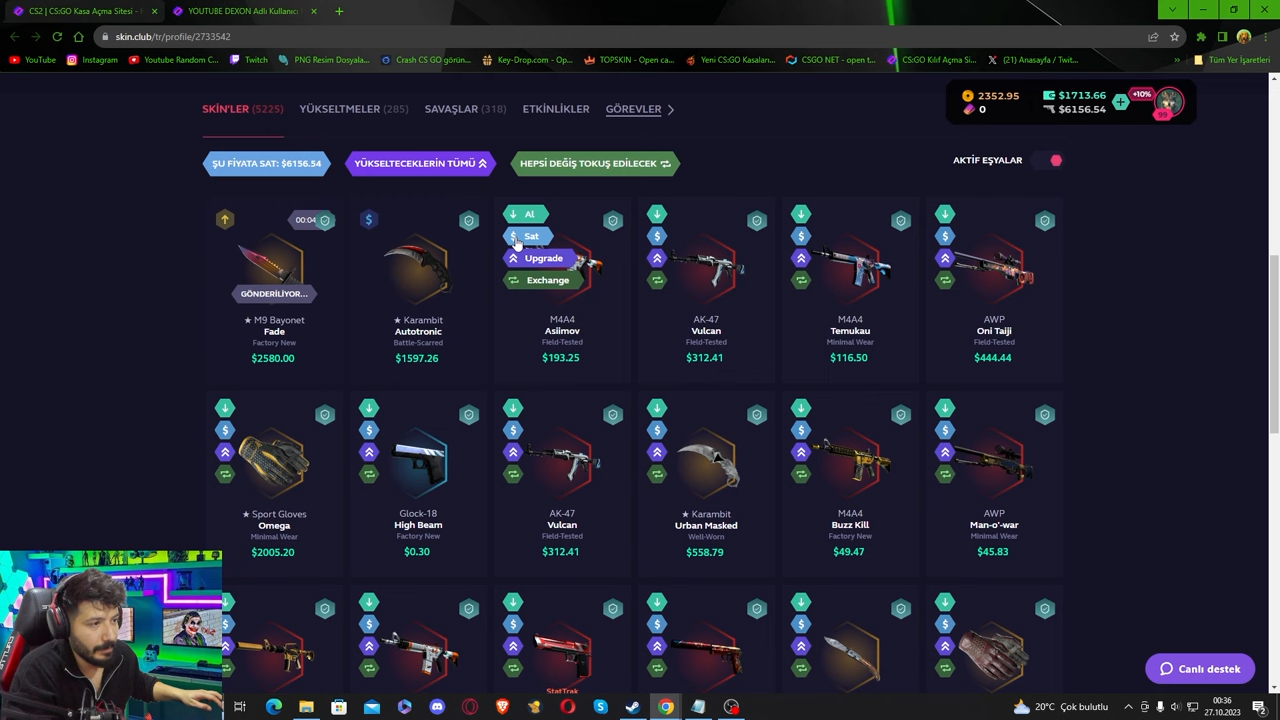 CS2 | CS:GO Kasa Açma Sitesi -
YOUTUBE DEXON Adlı Kullanıcı
skin.club/tr/profile/2733542
YouTube
Instagram
Youtube Random C...
Twitch
PNG Resim Dosyala...
Crash CS GO görün...
Key-Drop.com - Op...
TOPSKIN - Open ca...
Yeni CS:GO Kasaları...
CSGO NET - open t...
CS:GO Kılıf Açma Si...
(21) Anasayfa / Twit...
»
Tüm Yer İşaretleri
SKİN'LER (5225)
YÜKSELTMELER (285)
SAVAŞLAR (318)
ETKİNLİKLER
GÖREVLER
2352.95
0
$1713.66
$6156.54
+10%
99
ŞU FİYATA SAT: $6156.54
YÜKSELTECEKLERİN TÜMÜ
HEPSİ DEĞİŞ TOKUŞ EDİLECEK
AKTİF EŞYALAR
00:04
GÖNDERİLİYOR...
★ M9 Bayonet
Fade
Factory New
$2580.00
$
★ Karambit
Autotronic
Battle-Scarred
$1597.26
Al
$ Sat
Upgrade
Exchange
M4A4
Asiimov
Field-Tested
$193.25
$
AK-47
Vulcan
Field-Tested
$312.41
$
M4A4
Temukau
Minimal Wear
$116.50
$
AWP
Oni Taiji
Field-Tested
$444.44
$
★ Sport Gloves
Omega
Minimal Wear
$2005.20
$
Glock-18
High Beam
Factory New
$0.30
$
AK-47
Vulcan
Field-Tested
$312.41
$
★ Karambit
Urban Masked
Well-Worn
$558.79
$
M4A4
Buzz Kill
Factory New
$49.47
$
AWP
Man-o'-war
Minimal Wear
$45.83
$
$
$
$
$
$
StatTrak
Canlı destek
20°C Çok bulutlu
00:36
27.10.2023